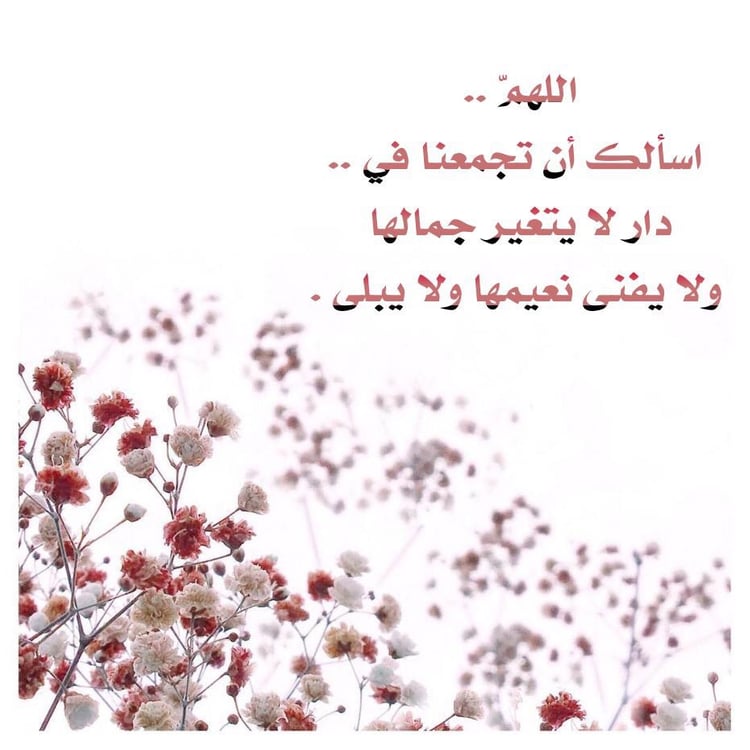 اللهمّ ..
اسألك أن تجمعنا في ..
دار لا يتغير جمالها
ولا يفنى نعيمها ولا يبلى .